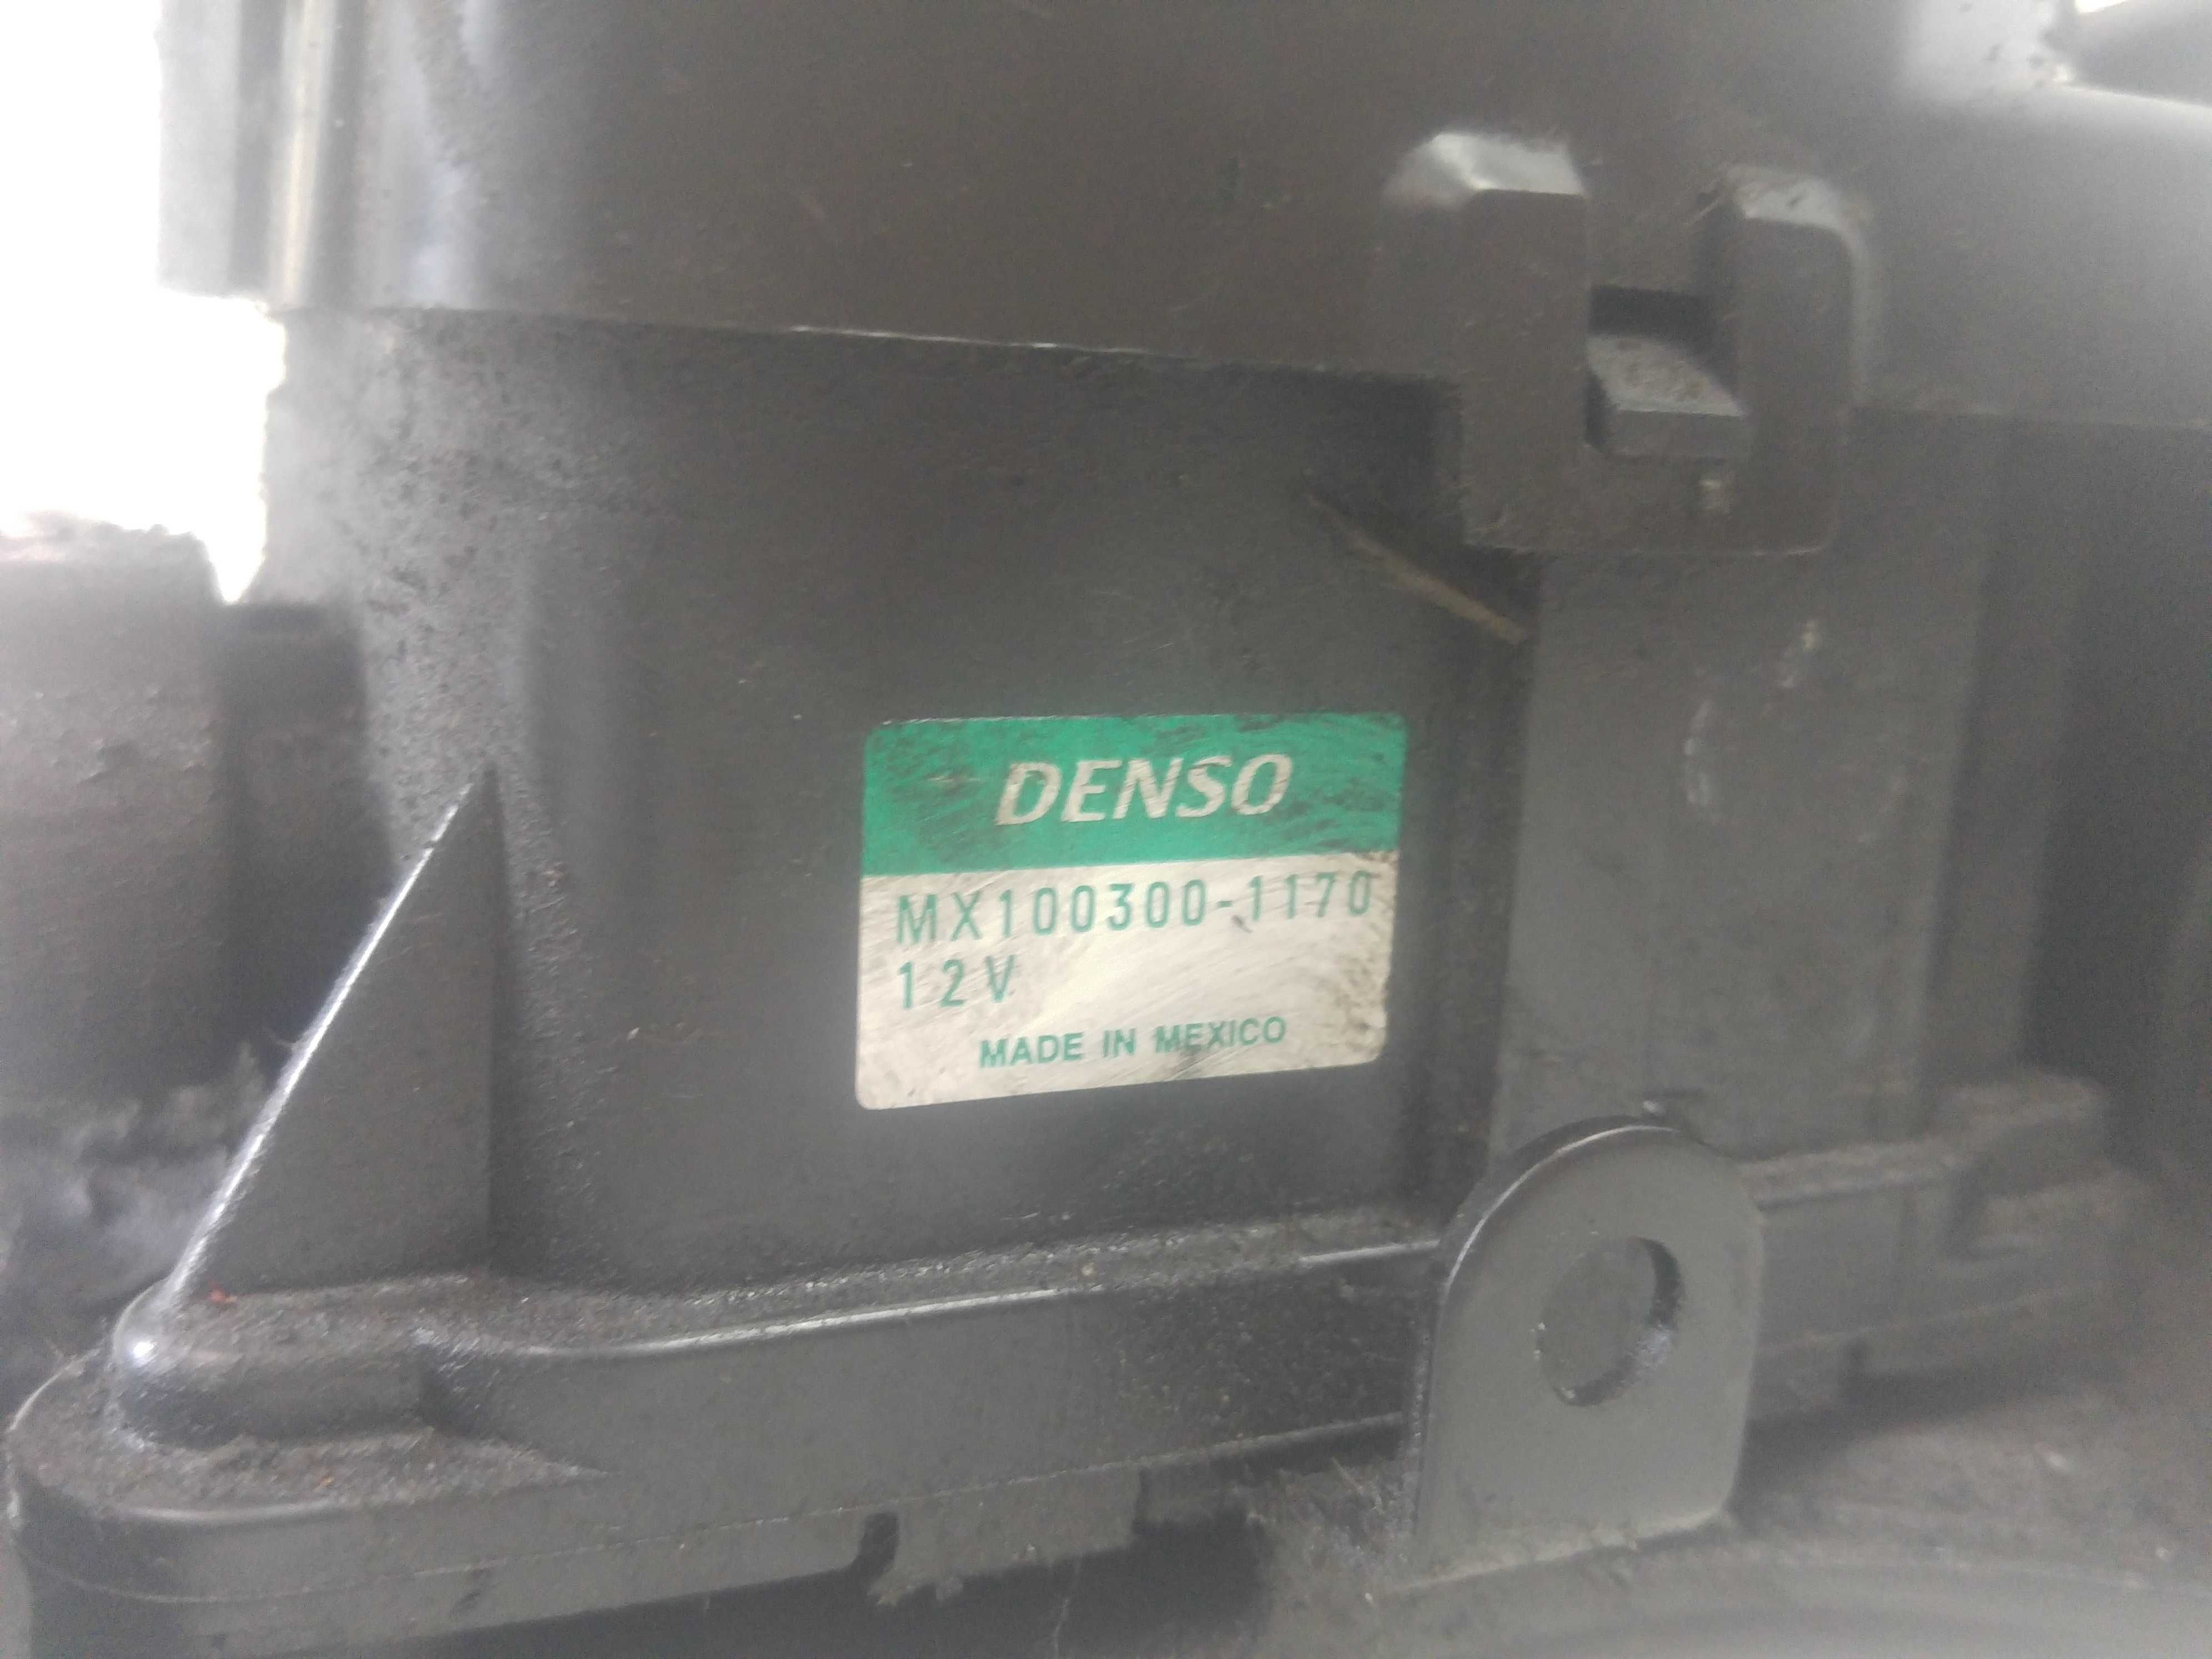 DENSO
MX100300-1170
12V
MADE IN MEXICO